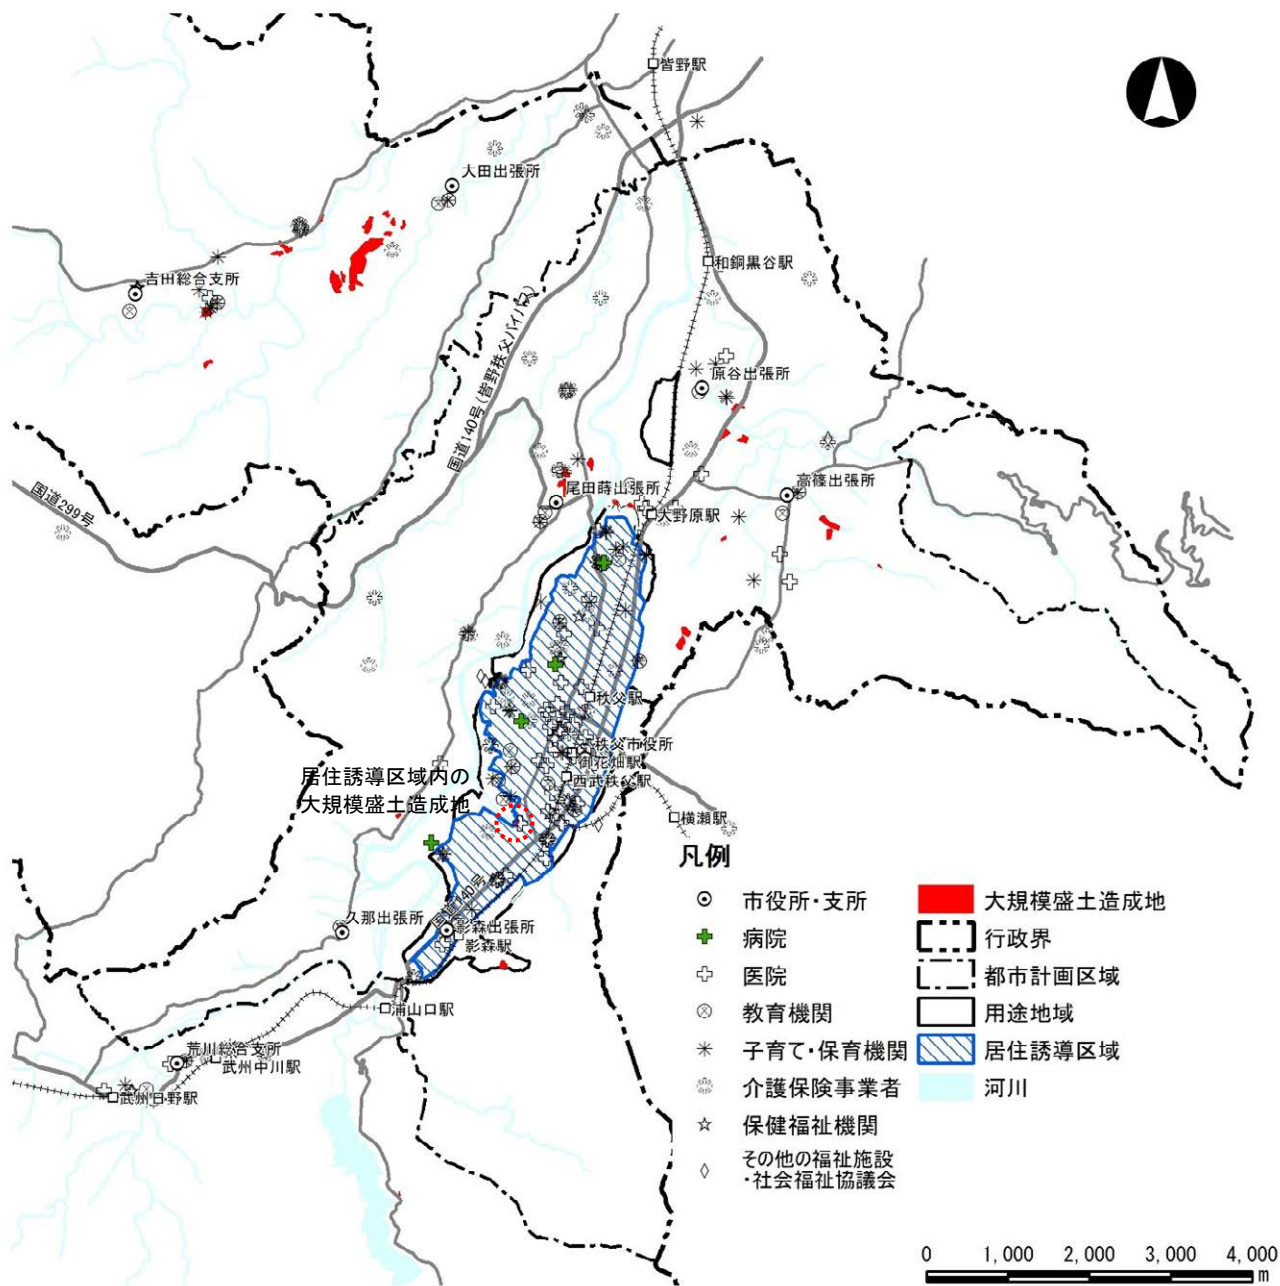 皆野駅
大田出張所
和銅黒谷駅
吉田総合支所
国道140号(皆野秩父バイパス)
原谷出張所
国道299号
尾田蒔出張所
高篠出張所
大野原駅
秩父駅
秩父市役所
御花畑駅
西武秩父駅
居住誘導区域内の
大規模盛土造成地
横瀬駅
国道140号
久那出張所
影森出張所
影森駅
浦山口駅
荒川総合支所
武州中川駅
武州日野駅
凡例
市役所・支所
病院
医院
教育機関
子育て・保育機関
介護保険事業者
保健福祉機関
その他の福祉施設
・社会福祉協議会
大規模盛土造成地
行政界
都市計画区域
用途地域
居住誘導区域
河川
0 1,000 2,000 3,000 4,000
m